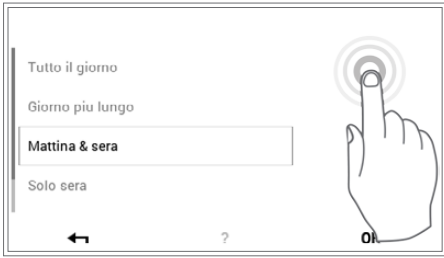 Tutto il giorno
Giorno piu lungo
Mattina & sera
Solo sera
?